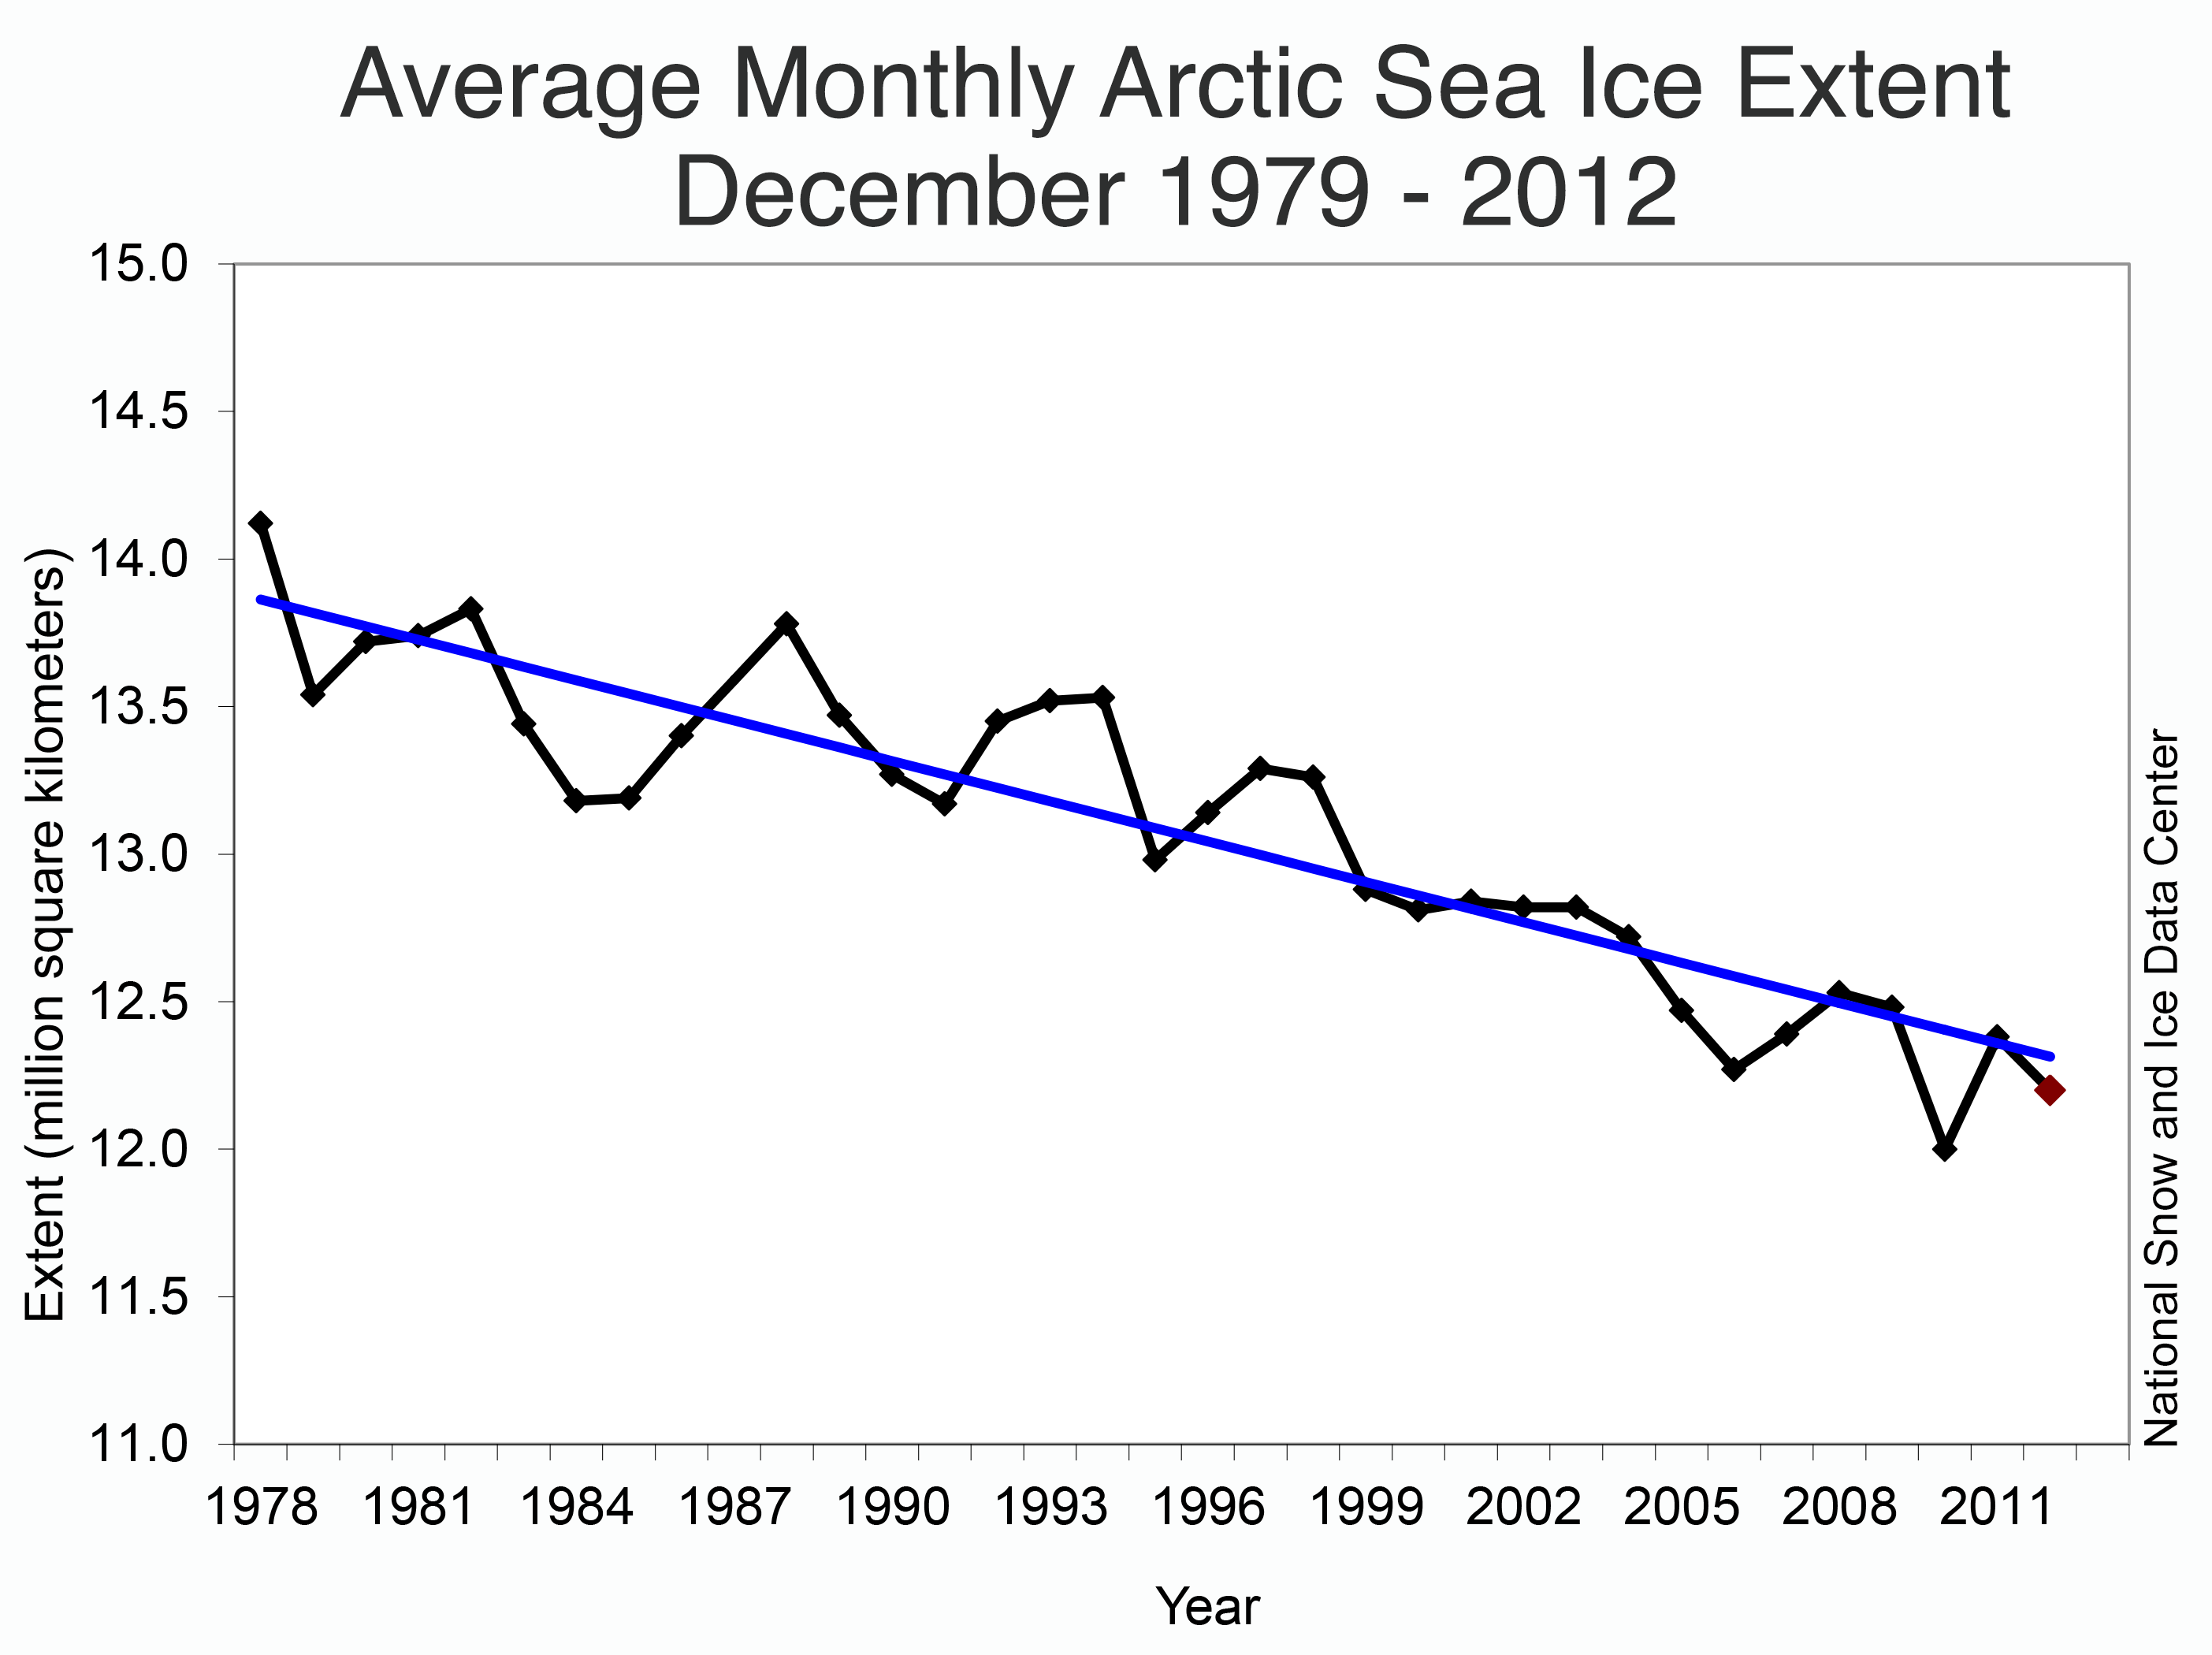 Average Monthly Arctic Sea Ice Extent
December 1979 - 2012
15.0
14.5
14.0
13.5
13.0
12.5
12.0
11.5
11.0
Extent (million square kilometers)
1978 1981 1984 1987 1990 1993 1996 1999 2002 2005 2008 2011
Year
National Snow and Ice Data Center